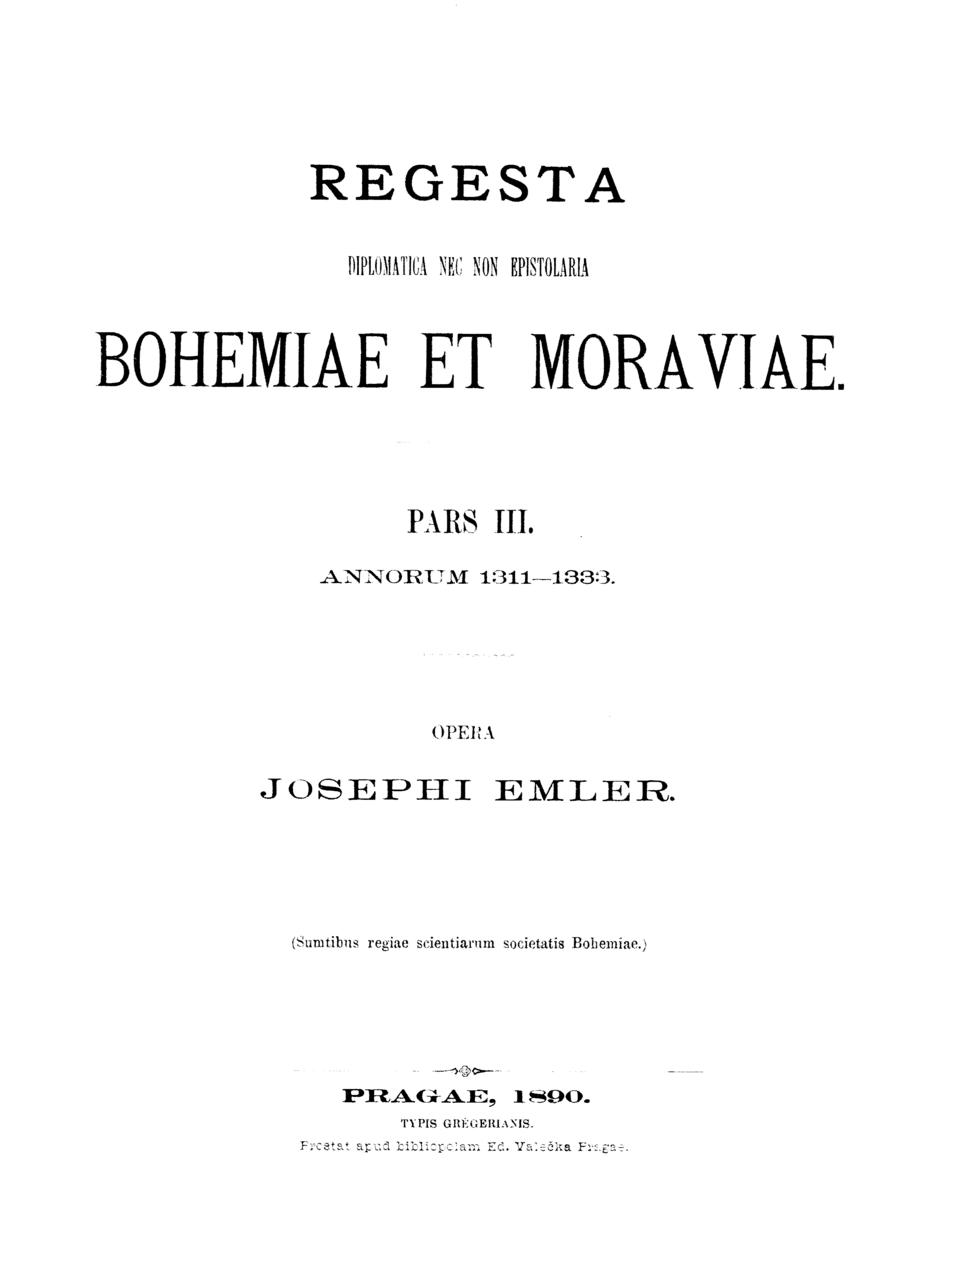 REGESTA
DIPLOMATICA NEC NON EPISTOLARIA
BOHEMIAE ET MORAVIAE.
PARS III.
ANNORUM 1311—1333.
OPERA
JOSEPHI EMLER.
(Sumtibus regiae scientiarum societatis Bohemiae.)
PRAGAE, 1890.
TYPIS GRÉGERIANIS.
Prostat apud bibliopolam Ed. Valečka Pragae.